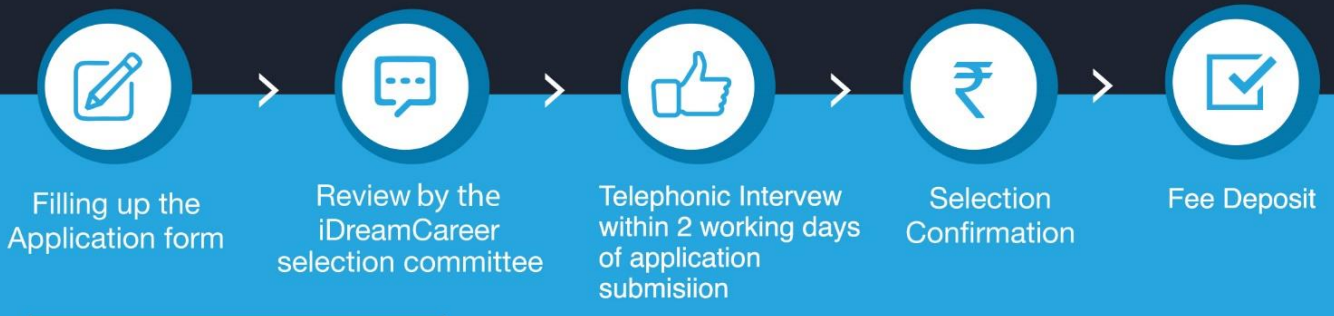 Filling up the
Application form
Review by the
iDreamCareer
selection committee
Telephonic Intervew
within 2 working days
of application
submisiion
Selection
Confirmation
Fee Deposit